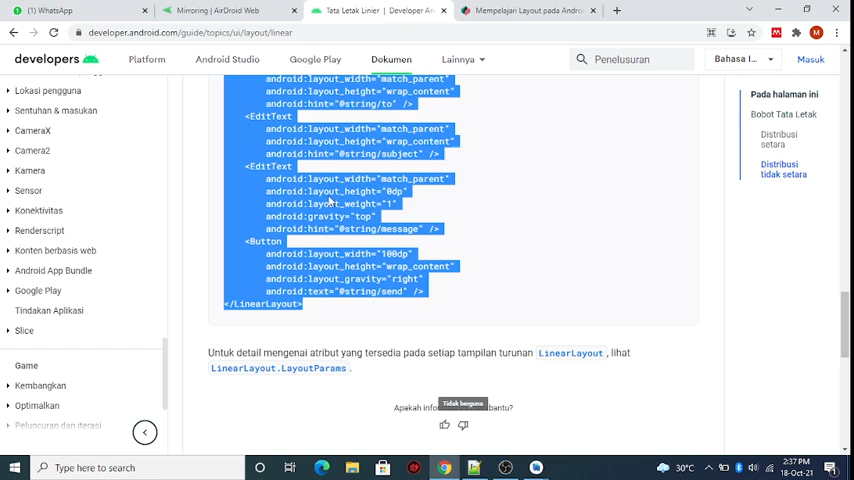 (1) WhatsApp
Mirroring | AirDroid Web
Tata Letak Linier | Developer An
Mempelajari Layout pada Andro
developer.android.com/guide/topics/ui/layout/linear
developers
Platform
Android Studio
Google Play
Dokumen
Lainnya
Penelusuran
Bahasa I...
Masuk
Lokasi pengguna
Sentuhan & masukan
CameraX
Camera2
Kamera
Sensor
Konektivitas
Renderscript
Konten berbasis web
Android App Bundle
Google Play
Tindakan Aplikasi
Slice
Game
Kembangkan
Optimalkan
Peluncuran dan iterasi
android:layout_width="match_parent"
android:layout_height="wrap_content"
android:hint="@string/to" />
<EditText
android:layout_width="match_parent"
android:layout_height="wrap_content"
android:hint="@string/subject" />
<EditText
android:layout_width="match_parent"
android:layout_height="0dp"
android:layout_weight="1"
android:gravity="top"
android:hint="@string/message" />
<Button
android:layout_width="100dp"
android:layout_height="wrap_content"
android:layout_gravity="right"
android:text="@string/send" />
</LinearLayout>
Untuk detail mengenai atribut yang tersedia pada setiap tampilan turunan LinearLayout, lihat
LinearLayout.LayoutParams.
Tidak berguna
Apakah infor
bantu?
Pada halaman ini
Bobot Tata Letak
Distribusi
setara
Distribusi
tidak setara
Type here to search
30°C
2:37 PM
18-Oct-21